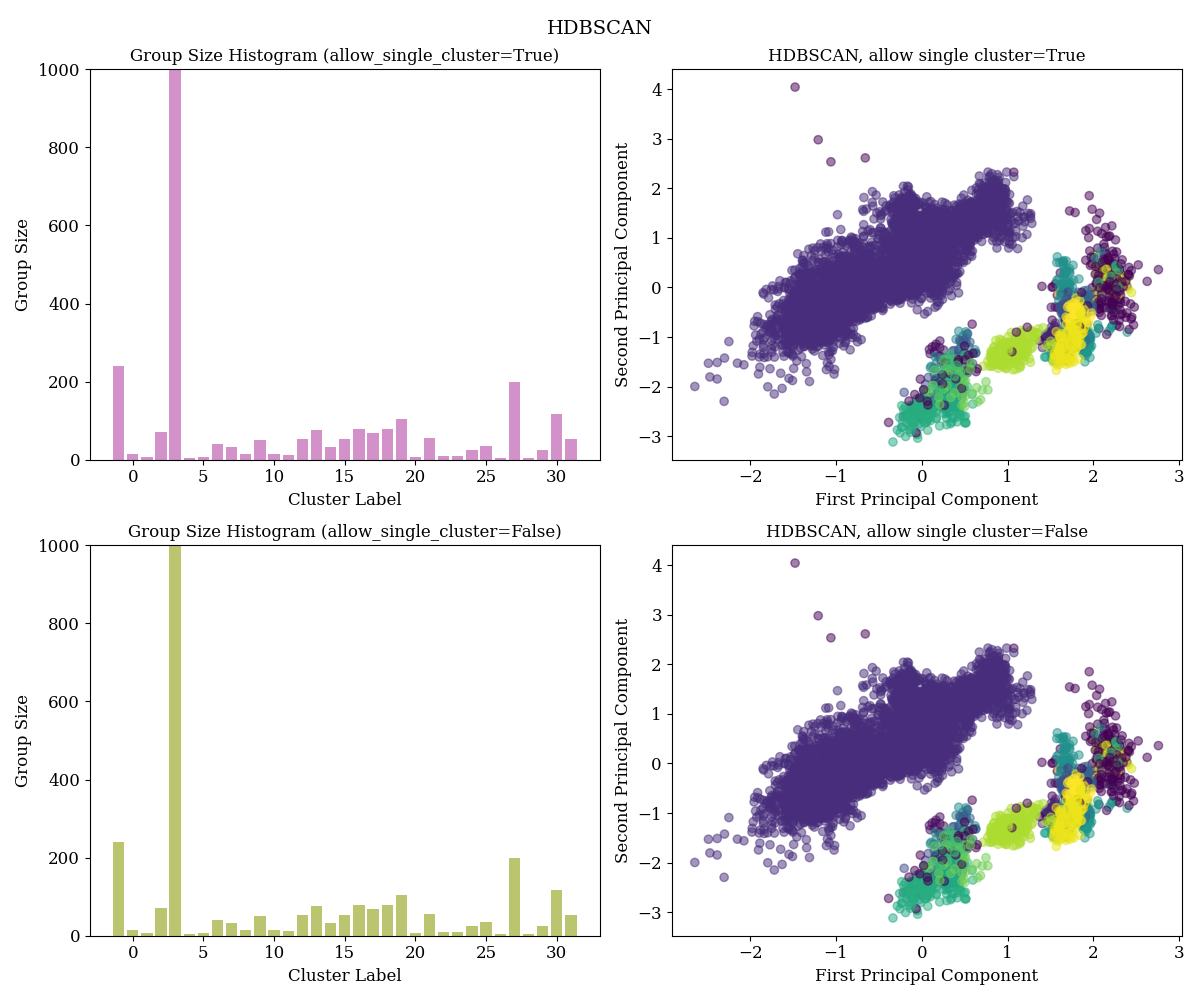 HDBSCAN
Group Size Histogram (allow_single_cluster=True)
Group Size
1000
800
600
400
200
0
0 5 10 15 20 25 30
Cluster Label
HDBSCAN, allow single cluster=True
Second Principal Component
4
3
2
1
0
−1
−2
−3
−2 −1 0 1 2 3
First Principal Component
Group Size Histogram (allow_single_cluster=False)
Group Size
1000
800
600
400
200
0
0 5 10 15 20 25 30
Cluster Label
HDBSCAN, allow single cluster=False
Second Principal Component
4
3
2
1
0
−1
−2
−3
−2 −1 0 1 2 3
First Principal Component